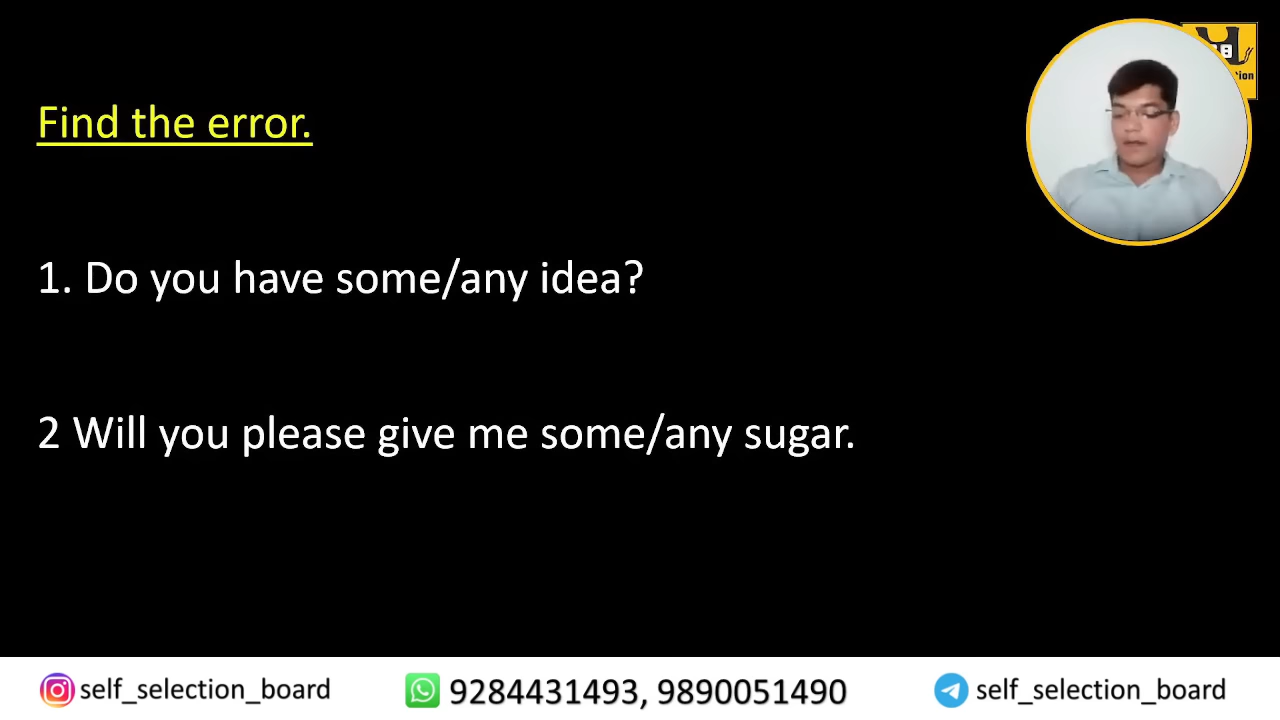 Find the error.
1. Do you have some/any idea?
2 Will you please give me some/any sugar.
self_selection_board
9284431493, 9890051490
self_selection_board